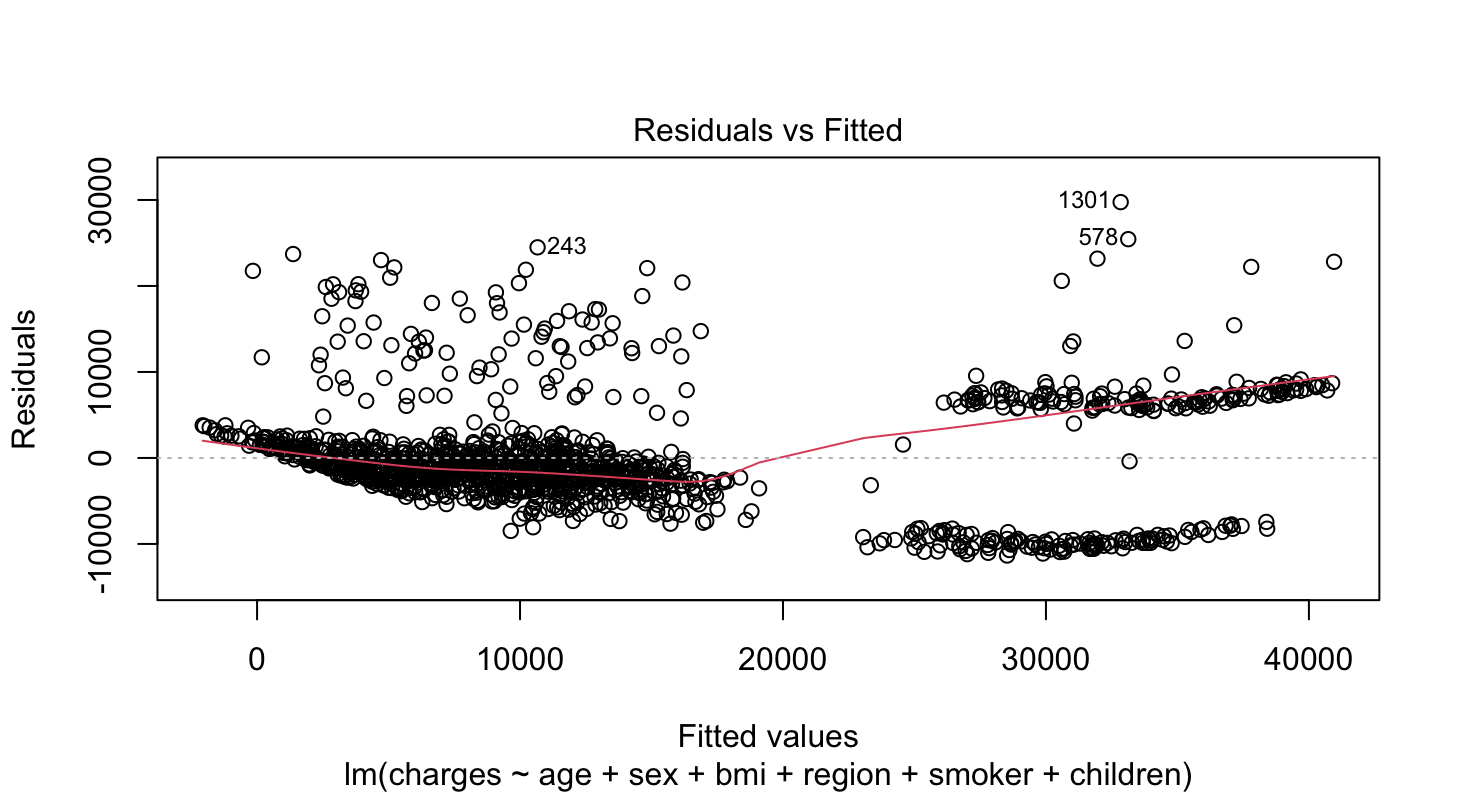 Residuals vs Fitted
Residuals
30000
10000
0
-10000
1301
578
243
0 10000 20000 30000 40000
Fitted values
lm(charges ~ age + sex + bmi + region + smoker + children)